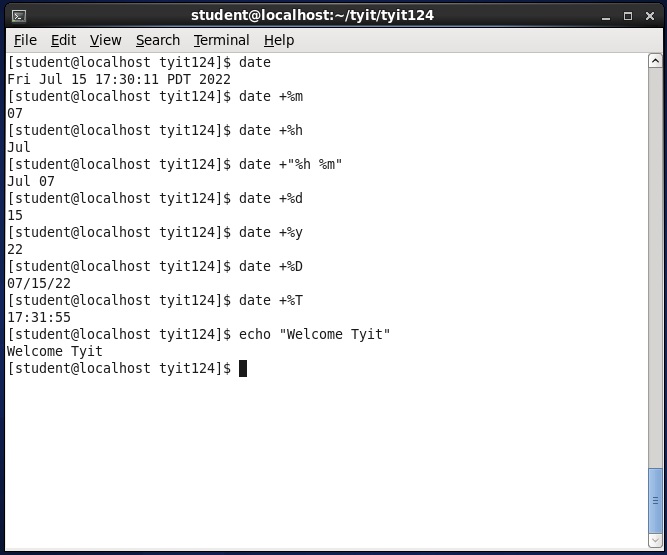 student@localhost:~/tyit/tyit124
File Edit View Search Terminal Help
[student@localhost tyit124]$ date
Fri Jul 15 17:30:11 PDT 2022
[student@localhost tyit124]$ date +%m
07
[student@localhost tyit124]$ date +%h
Jul
[student@localhost tyit124]$ date +"%h %m"
Jul 07
[student@localhost tyit124]$ date +%d
15
[student@localhost tyit124]$ date +%y
22
[student@localhost tyit124]$ date +%D
07/15/22
[student@localhost tyit124]$ date +%T
17:31:55
[student@localhost tyit124]$ echo "Welcome Tyit"
Welcome Tyit
[student@localhost tyit124]$